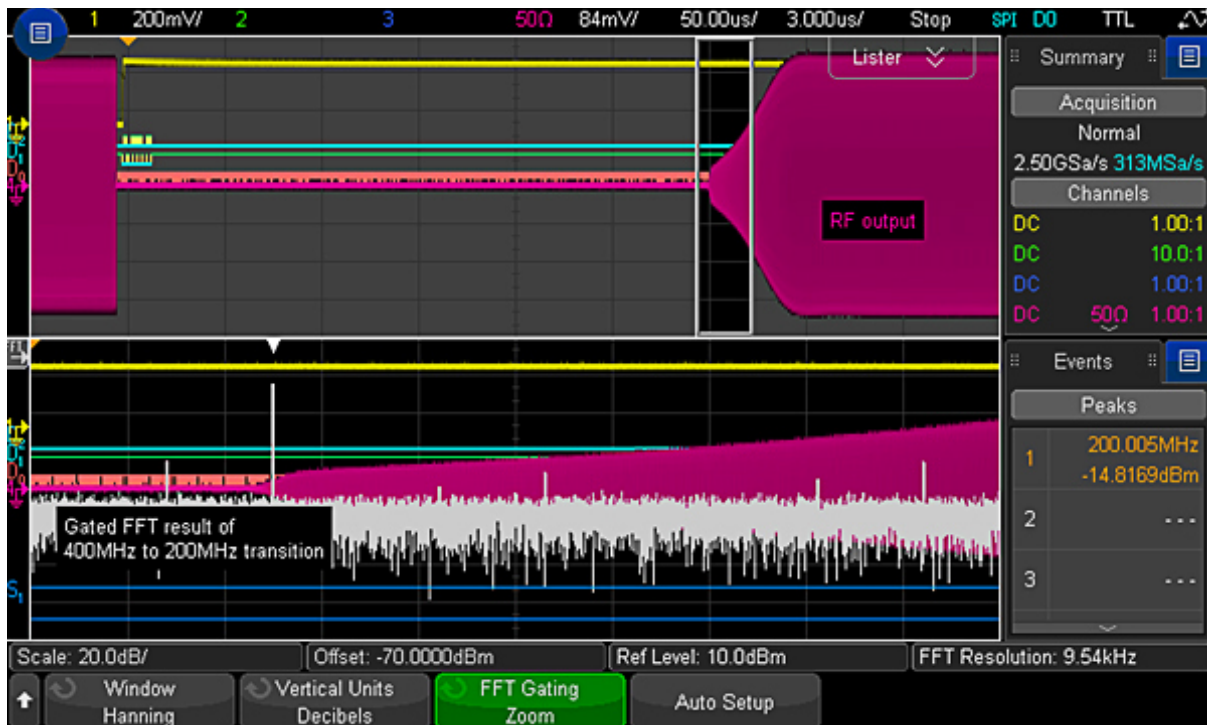 1 200mV/ 2 3 50Ω 84mV/ 50.00us/ 3.000us/ Stop SPI D0 TTL
Lister
Summary
Acquisition
Normal
2.50GSa/s 313MSa/s
Channels
DC 1.00:1
DC 10.0:1
DC 1.00:1
DC 50Ω 1.00:1
RF output
Events
Peaks
1 200.005MHz
-14.8169dBm
2 ---
3 ---
Gated FFT result of
400MHz to 200MHz transition
S1
Scale: 20.0dB/ Offset: -70.0000dBm Ref Level: 10.0dBm FFT Resolution: 9.54kHz
Window Vertical Units FFT Gating Auto Setup
Hanning Decibels Zoom